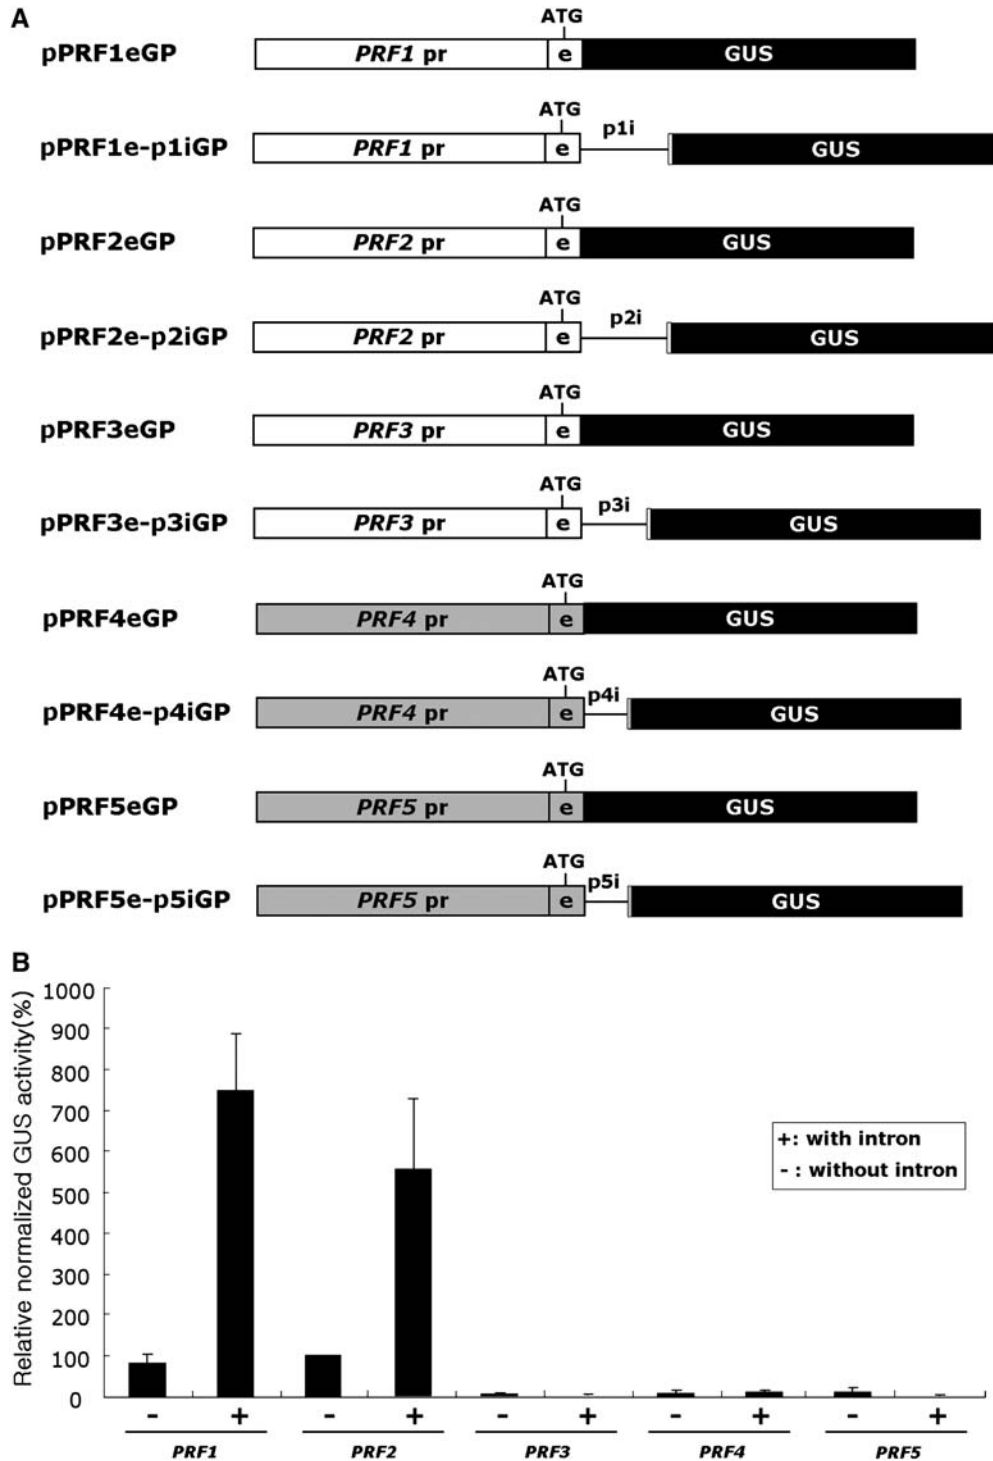 A
ATG
pPRF1eGP PRF1 pr e GUS
ATG
p1i
pPRF1e-p1iGP PRF1 pr e GUS
ATG
pPRF2eGP PRF2 pr e GUS
ATG
p2i
pPRF2e-p2iGP PRF2 pr e GUS
ATG
pPRF3eGP PRF3 pr e GUS
ATG
p3i
pPRF3e-p3iGP PRF3 pr e GUS
ATG
pPRF4eGP PRF4 pr e GUS
ATG
p4i
pPRF4e-p4iGP PRF4 pr e GUS
ATG
pPRF5eGP PRF5 pr e GUS
ATG
p5i
pPRF5e-p5iGP PRF5 pr e GUS
B
Relative normalized GUS activity(%)
1000
900
800
700
600
500
400
300
200
100
0
+: with intron
- : without intron
- + - + - + - + - +
PRF1 PRF2 PRF3 PRF4 PRF5